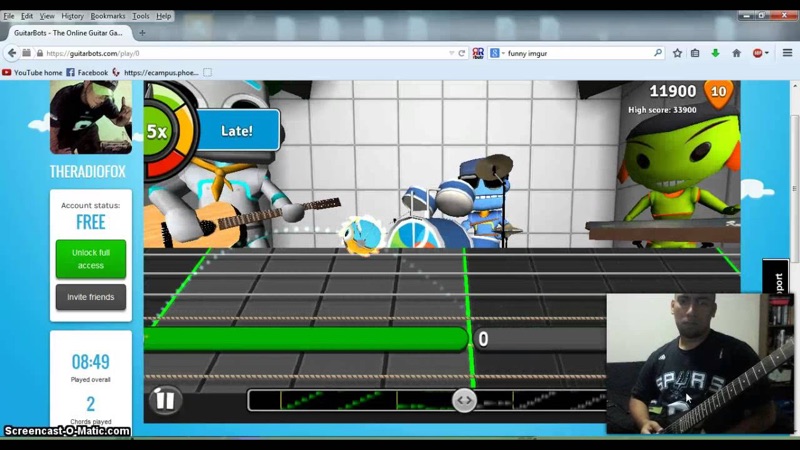 File Edit View History Bookmarks Tools Help
GuitarBots - The Online Guitar Ga...
https://guitarbots.com/play/0
funny imgur
YouTube home Facebook https://ecampus.phoe...
5x
Late!
11900
10
High score: 33900
THERADIOFOX
Account status:
FREE
Unlock full
access
Invite friends
08:49
Played overall
2
Chords played
0
port
SPURS
Screencast-O-Matic.com